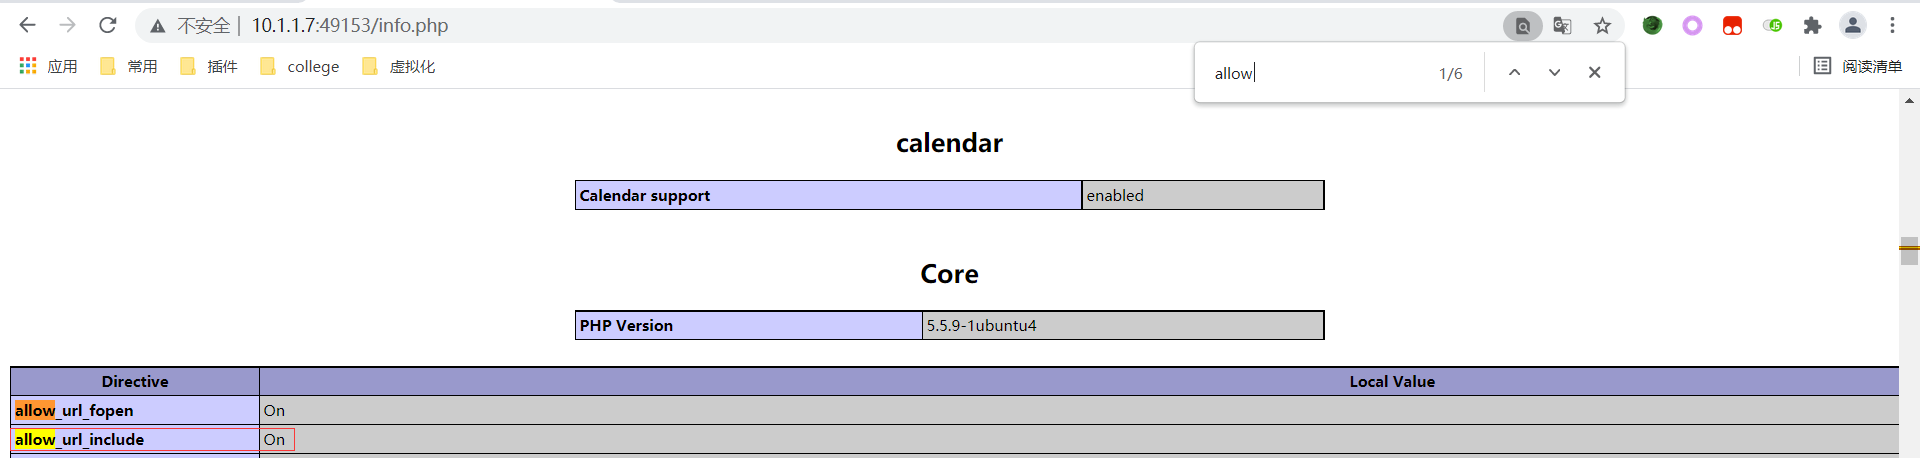 不安全 | 10.1.1.7:49153/info.php
应用 常用 插件 college 虚拟化 阅读清单
allow 1/6
calendar
Calendar support enabled
Core
PHP Version 5.5.9-1ubuntu4
Directive Local Value
allow_url_fopen On
allow_url_include On